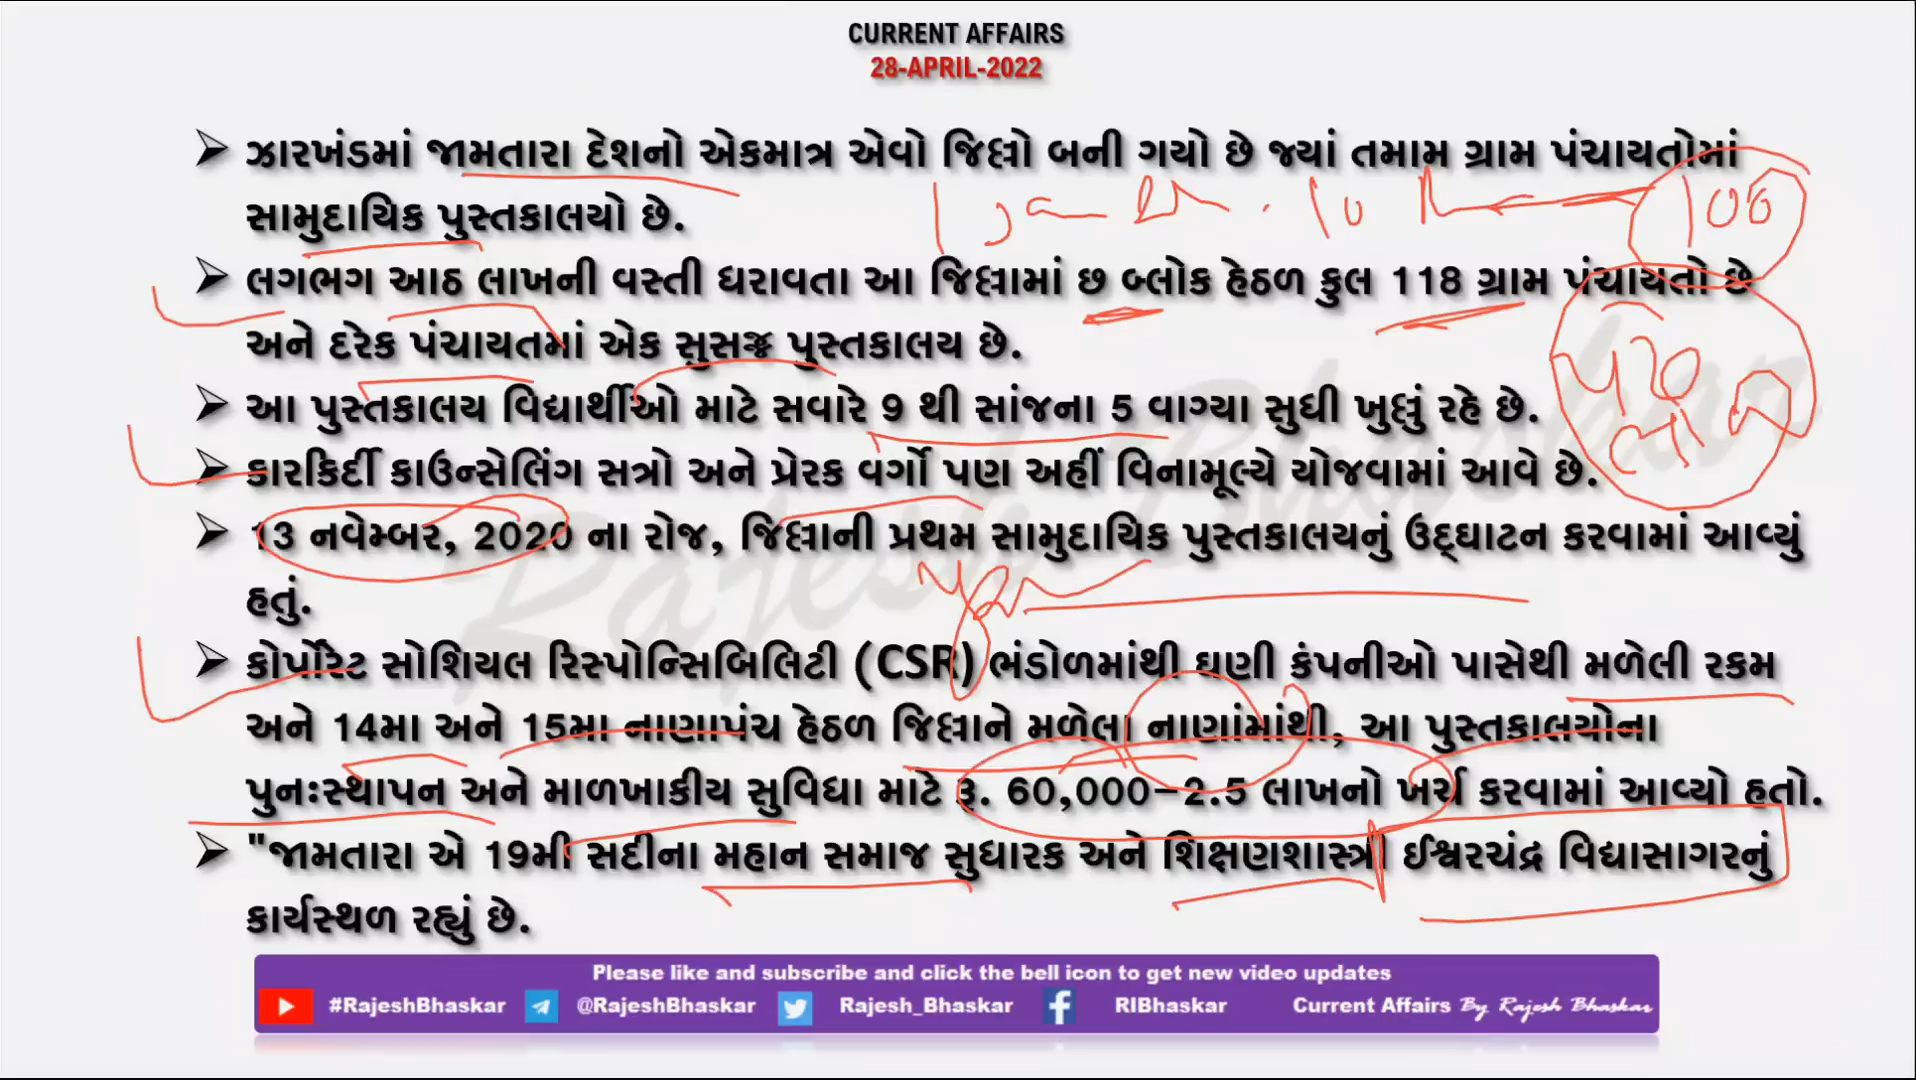 CURRENT AFFAIRS
28-APRIL-2022
➢ ઝારખંડમાં જામતારા દેશનો એકમાત્ર એવો જિલ્લો બની ગયો છે જ્યાં તમામ ગ્રામ પંચાયતોમાં
સામુદાયિક પુસ્તકાલયો છે.
➢ લગભગ આઠ લાખની વસ્તી ધરાવતા આ જિલ્લામાં છ બ્લોક હેઠળ કુલ 118 ગ્રામ પંચાયતો છે
અને દરેક પંચાયતમાં એક સુસજ્જ પુસ્તકાલય છે.
➢ આ પુસ્તકાલય વિદ્યાર્થીઓ માટે સવારે 9 થી સાંજના 5 વાગ્યા સુધી ખુલ્લું રહે છે.
➢ કારકિર્દી કાઉન્સેલિંગ સત્રો અને પ્રેરક વર્ગો પણ અહીં વિનામૂલ્યે યોજવામાં આવે છે.
➢ 13 નવેમ્બર, 2020 ના રોજ, જિલ્લાની પ્રથમ સામુદાયિક પુસ્તકાલયનું ઉદ્‌ઘાટન કરવામાં આવ્યું
હતું.
➢ કોર્પોરેટ સોશિયલ રિસ્પોન્સિબિલિટી (CSR) ભંડોળમાંથી ઘણી કંપનીઓ પાસેથી મળેલી રકમ
અને 14મા અને 15મા નાણાપંચ હેઠળ જિલ્લાને મળેલા નાણાંમાંથી, આ પુસ્તકાલયોના
પુનઃસ્થાપન અને માળખાકીય સુવિધા માટે રૂ. 60,000–2.5 લાખનો ખર્ચ કરવામાં આવ્યો હતો.
➢ "જામતારા એ 19મી સદીના મહાન સમાજ સુધારક અને શિક્ષણશાસ્ત્રી ઈશ્વરચંદ્ર વિદ્યાસાગરનું
કાર્યસ્થળ રહ્યું છે.
100
Rajesh Bhaskar
Please like and subscribe and click the bell icon to get new video updates
#RajeshBhaskar @RajeshBhaskar Rajesh_Bhaskar RIBhaskar Current Affairs By Rajesh Bhaskar